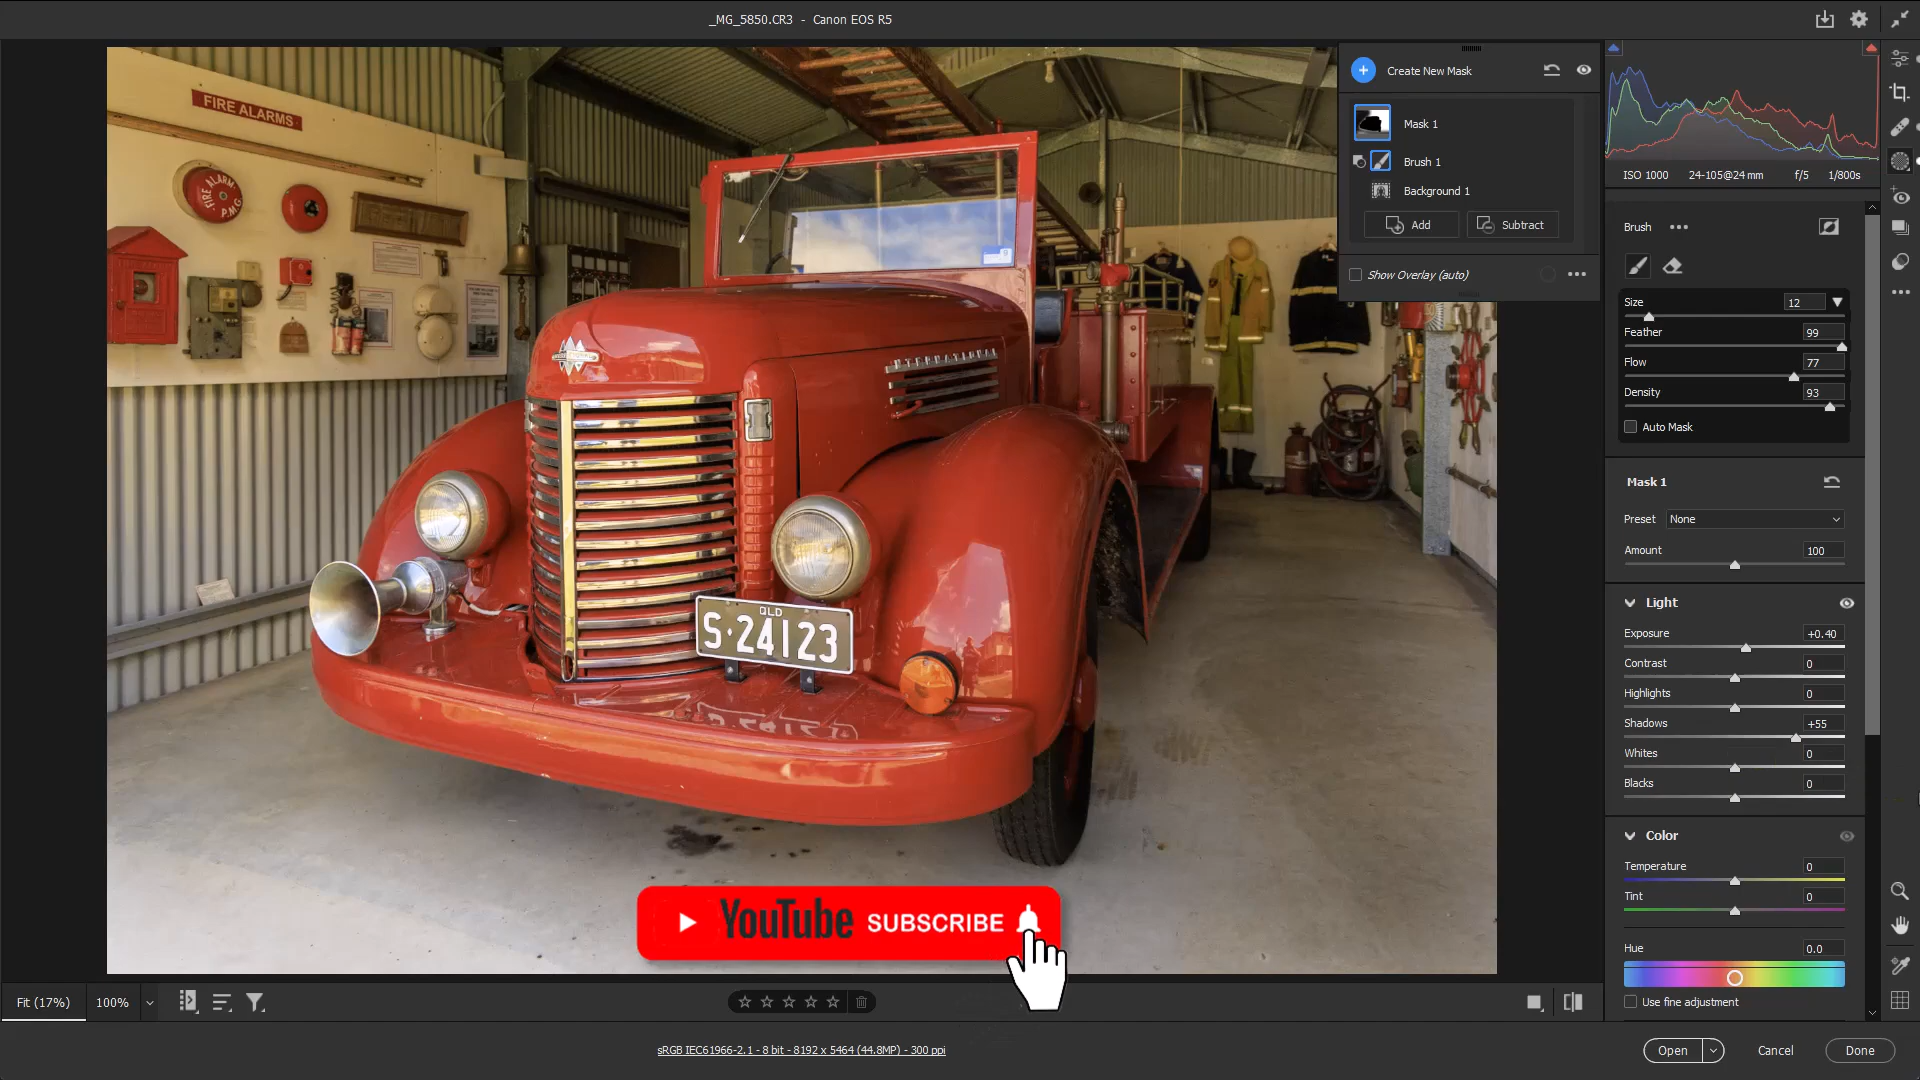 _MG_5850.CR3 - Canon EOS R5
FIRE ALARMS
FIRE ALARM
P.M.G.
INTERNATIONAL
QLD
S·24123
YouTube SUBSCRIBE
Create New Mask
Mask 1
Brush 1
Background 1
Add
Subtract
Show Overlay (auto)
ISO 1000 24-105@24 mm f/5 1/800s
Brush
Size 12
Feather 99
Flow 77
Density 93
Auto Mask
Mask 1
Preset None
Amount 100
Light
Exposure +0.40
Contrast 0
Highlights 0
Shadows +55
Whites 0
Blacks 0
Color
Temperature 0
Tint 0
Hue 0.0
Use fine adjustment
Fit (17%) 100%
sRGB IEC61966-2.1 - 8 bit - 8192 x 5464 (44.8MP) - 300 ppi
Open
Cancel
Done